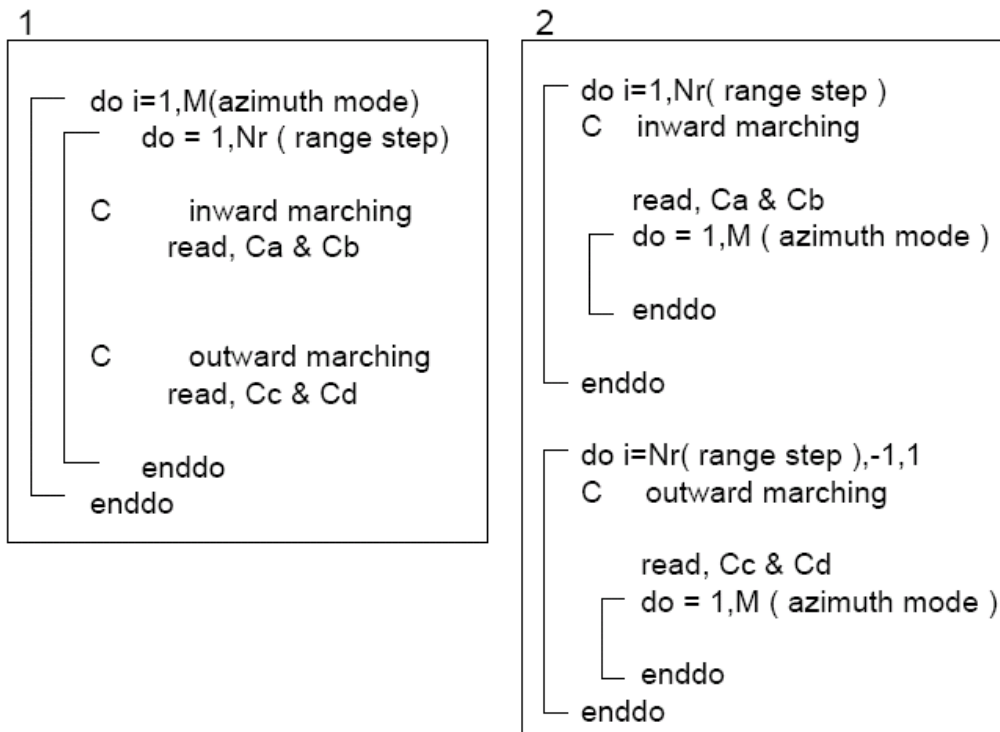 1
do i=1,M(azimuth mode)
do = 1,Nr ( range step)
C inward marching
read, Ca & Cb
C outward marching
read, Cc & Cd
enddo
enddo
2
do i=1,Nr( range step )
C inward marching
read, Ca & Cb
do = 1,M ( azimuth mode )
enddo
enddo
do i=Nr( range step ),-1,1
C outward marching
read, Cc & Cd
do = 1,M ( azimuth mode )
enddo
enddo